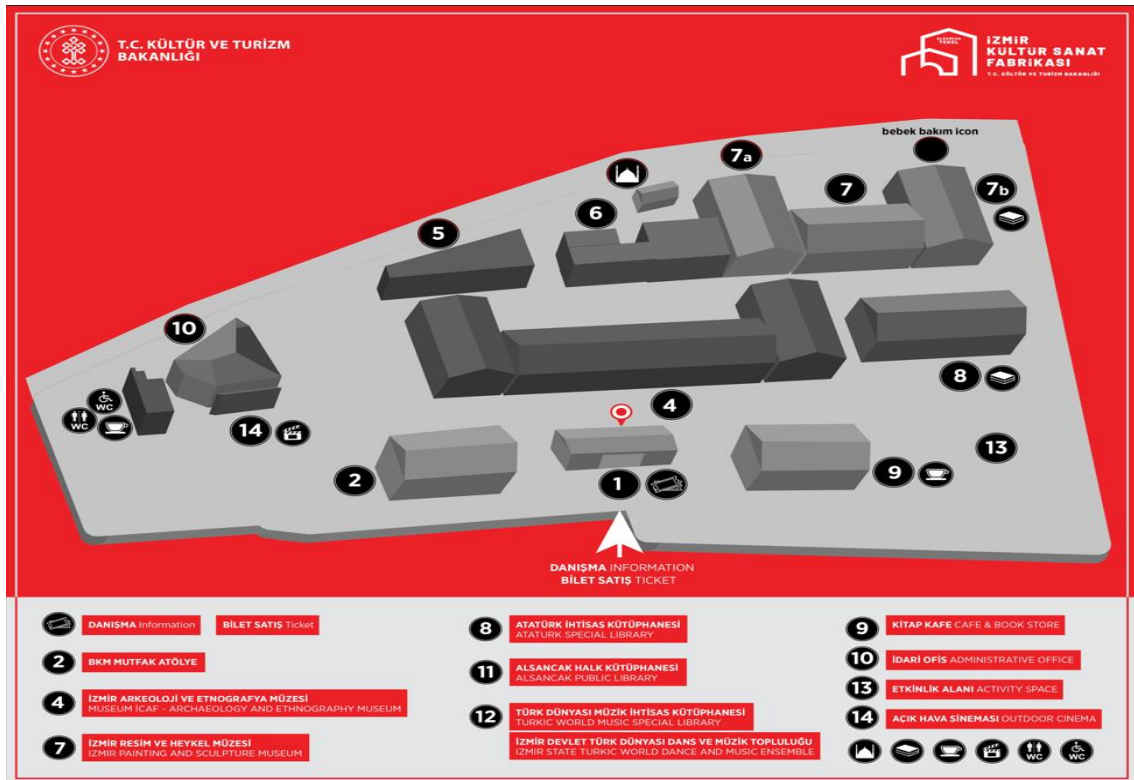 T.C. KÜLTÜR VE TURİZM
BAKANLIĞI
ALSANCAK
TEKEL
İZMİR
KÜLTÜR SANAT
FABRİKASI
T.C. KÜLTÜR VE TURİZM BAKANLIĞI
bebek bakım icon
7a
7
7b
6
5
10
8
4
WC
WC
14
13
2
9
1
DANIŞMA INFORMATION
BİLET SATIŞ TICKET
DANIŞMA Information
BİLET SATIŞ Ticket
2 BKM MUTFAK ATÖLYE
4 İZMİR ARKEOLOJİ VE ETNOGRAFYA MÜZESİ
MUSEUM İCAF - ARCHAEOLOGY AND ETHNOGRAPHY MUSEUM
7 İZMİR RESİM VE HEYKEL MÜZESİ
IZMIR PAINTING AND SCULPTURE MUSEUM
8 ATATÜRK İHTİSAS KÜTÜPHANESİ
ATATURK SPECIAL LIBRARY
11 ALSANCAK HALK KÜTÜPHANESİ
ALSANCAK PUBLIC LIBRARY
12 TÜRK DÜNYASI MÜZİK İHTİSAS KÜTÜPHANESİ
TURKIC WORLD MUSIC SPECIAL LIBRARY
İZMİR DEVLET TÜRK DÜNYASI DANS VE MÜZİK TOPLULUĞU
IZMIR STATE TURKIC WORLD DANCE AND MUSIC ENSEMBLE
9 KİTAP KAFE CAFE & BOOK STORE
10 İDARİ OFİS ADMINISTRATIVE OFFICE
13 ETKİNLİK ALANI ACTIVITY SPACE
14 AÇIK HAVA SİNEMASI OUTDOOR CINEMA
WC
WC